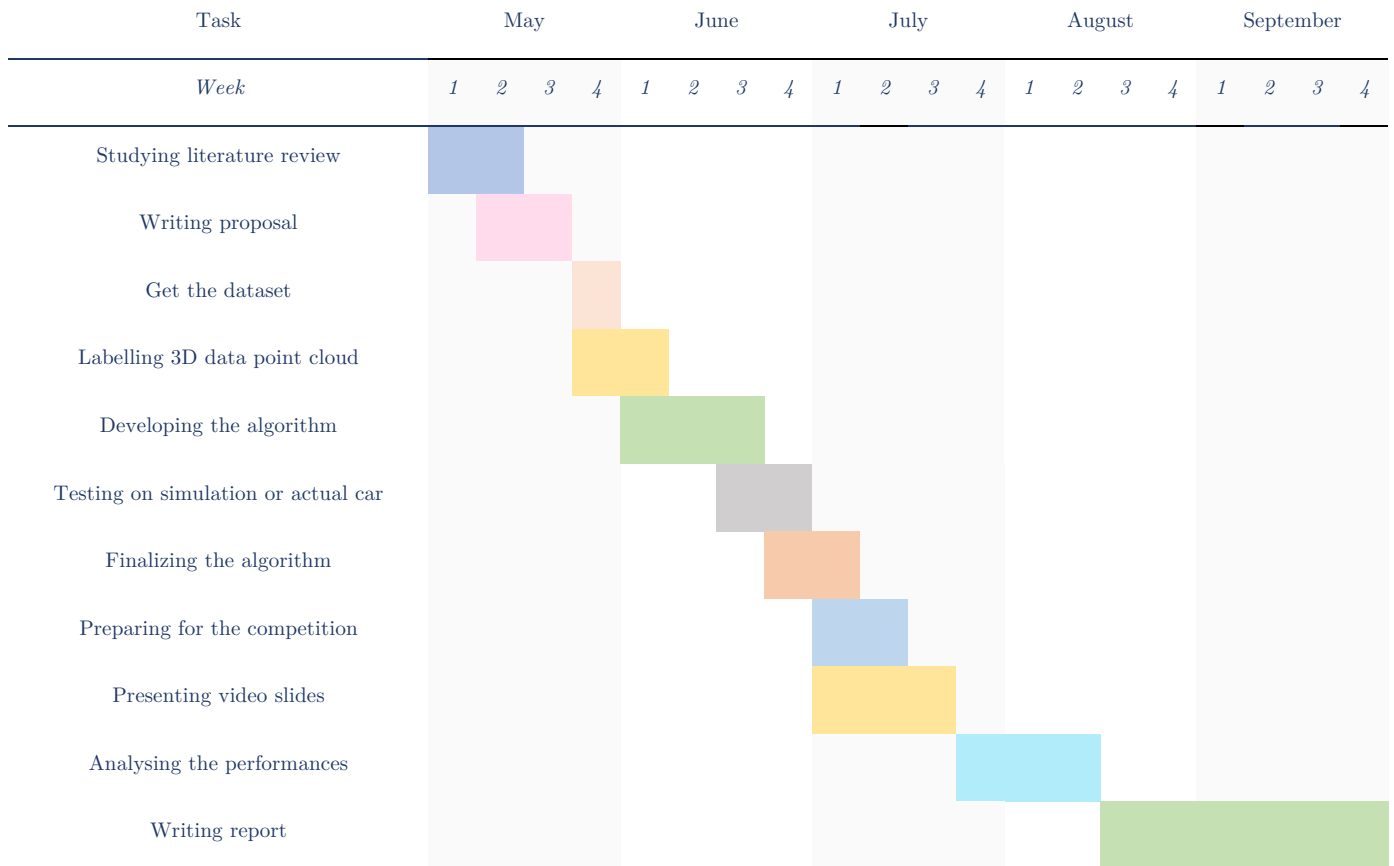 Task May June July August September
Week 1 2 3 4 1 2 3 4 1 2 3 4 1 2 3 4 1 2 3 4
Studying literature review
Writing proposal
Get the dataset
Labelling 3D data point cloud
Developing the algorithm
Testing on simulation or actual car
Finalizing the algorithm
Preparing for the competition
Presenting video slides
Analysing the performances
Writing report